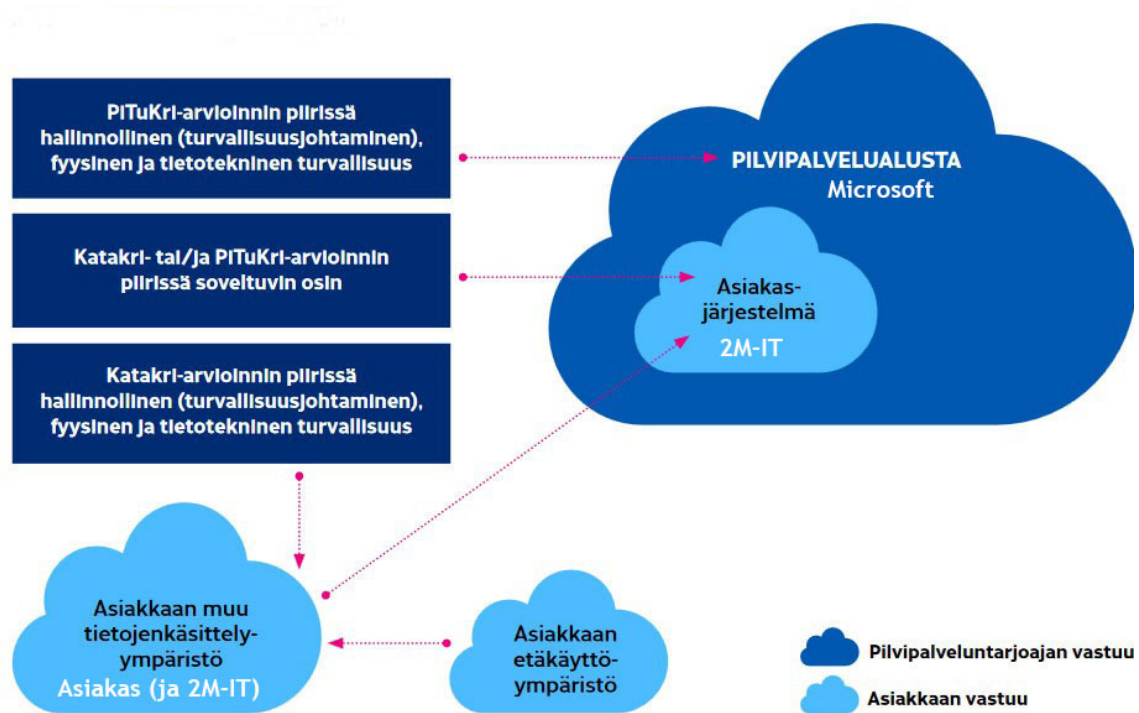 PiTuKri-arvioinnin piirissä
hallinnollinen (turvallisuusjohtaminen),
fyysinen ja tietotekninen turvallisuus
PILVIPALVELUALUSTA
Microsoft
Katakri- tai/ja PiTuKri-arvioinnin
piirissä soveltuvin osin
Asiakas-
järjestelmä
2M-IT
Katakri-arvioinnin piirissä
hallinnollinen (turvallisuusjohtaminen),
fyysinen ja tietotekninen turvallisuus
Asiakkaan muu
tietojenkäsittely-
ympäristö
Asiakas (ja 2M-IT)
Asiakkaan
etäkäyttö-
ympäristö
Pilvipalveluntarjoajan vastuu
Asiakkaan vastuu